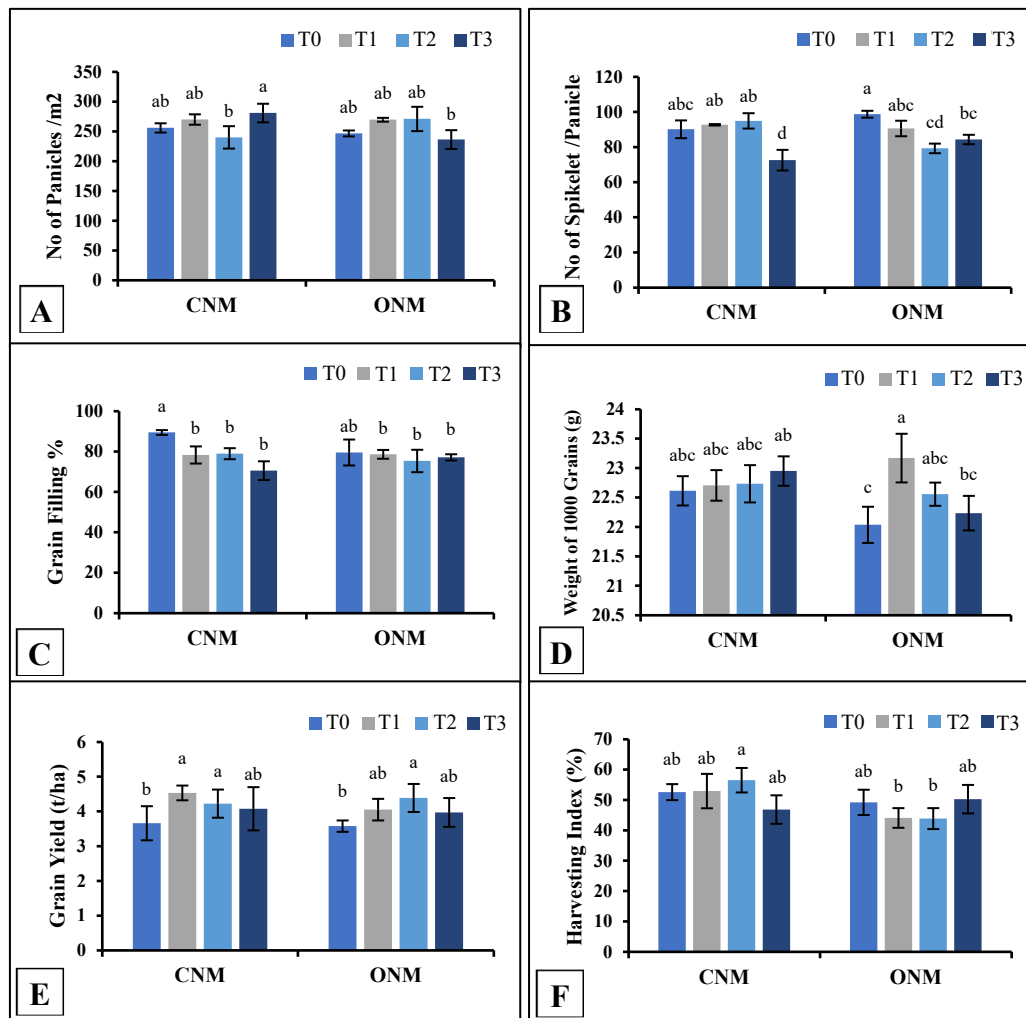 T0 T1 T2 T3
No of Panicles /m2
350
300
250
200
150
100
50
0
ab ab b a ab ab ab b
CNM ONM
A
T0 T1 T2 T3
No of Spikelet /Panicle
120
100
80
60
40
20
0
abc ab ab d a abc cd bc
CNM ONM
B
T0 T1 T2 T3
Grain Filling %
100
80
60
40
20
0
a b b b ab b b b
CNM ONM
C
T0 T1 T2 T3
Weight of 1000 Grains (g)
24
23.5
23
22.5
22
21.5
21
20.5
abc abc abc ab c a abc bc
CNM ONM
D
T0 T1 T2 T3
Grain Yield (t/ha)
6
5
4
3
2
1
0
b a a ab b ab a ab
CNM ONM
E
T0 T1 T2 T3
Harvesting Index (%)
70
60
50
40
30
20
10
0
ab ab a ab ab b b ab
CNM ONM
F